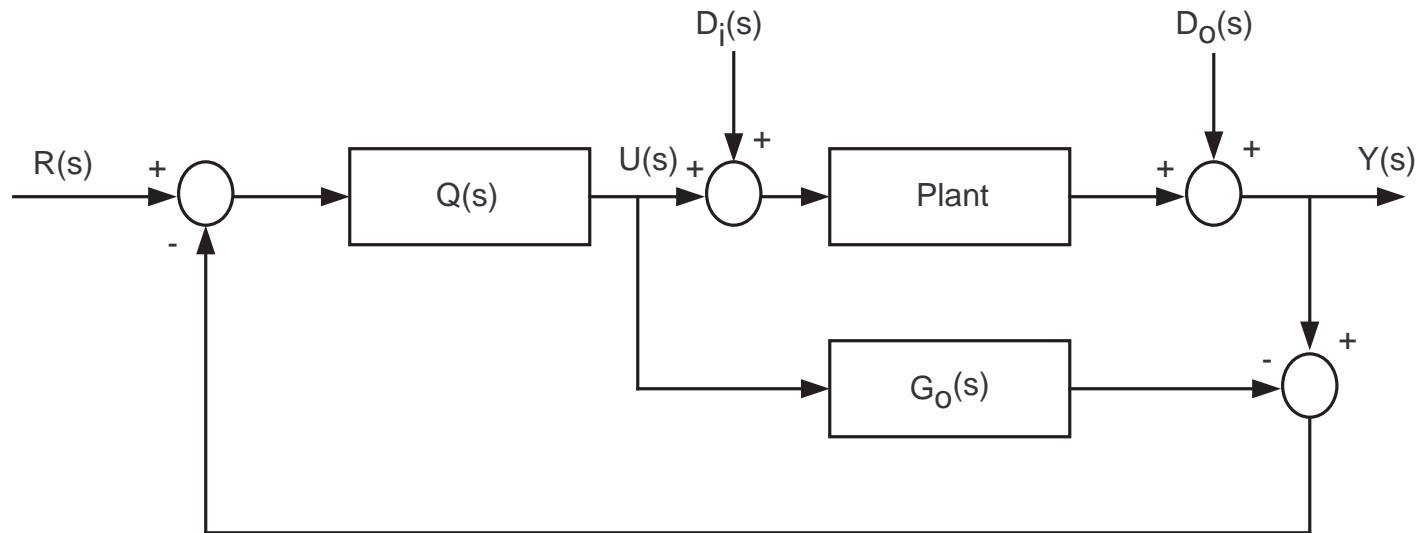 D_i(s) D_o(s)
R(s) + - Q(s) U(s) + + Plant + + Y(s)
G_o(s) - +